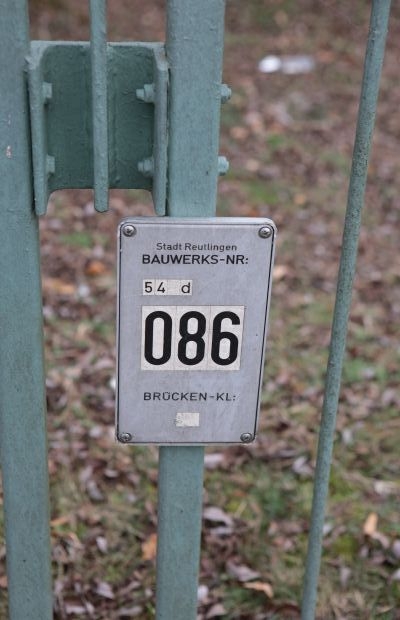 Stadt Reutlingen
BAUWERKS-NR:
54 d
086
BRÜCKEN-KL: